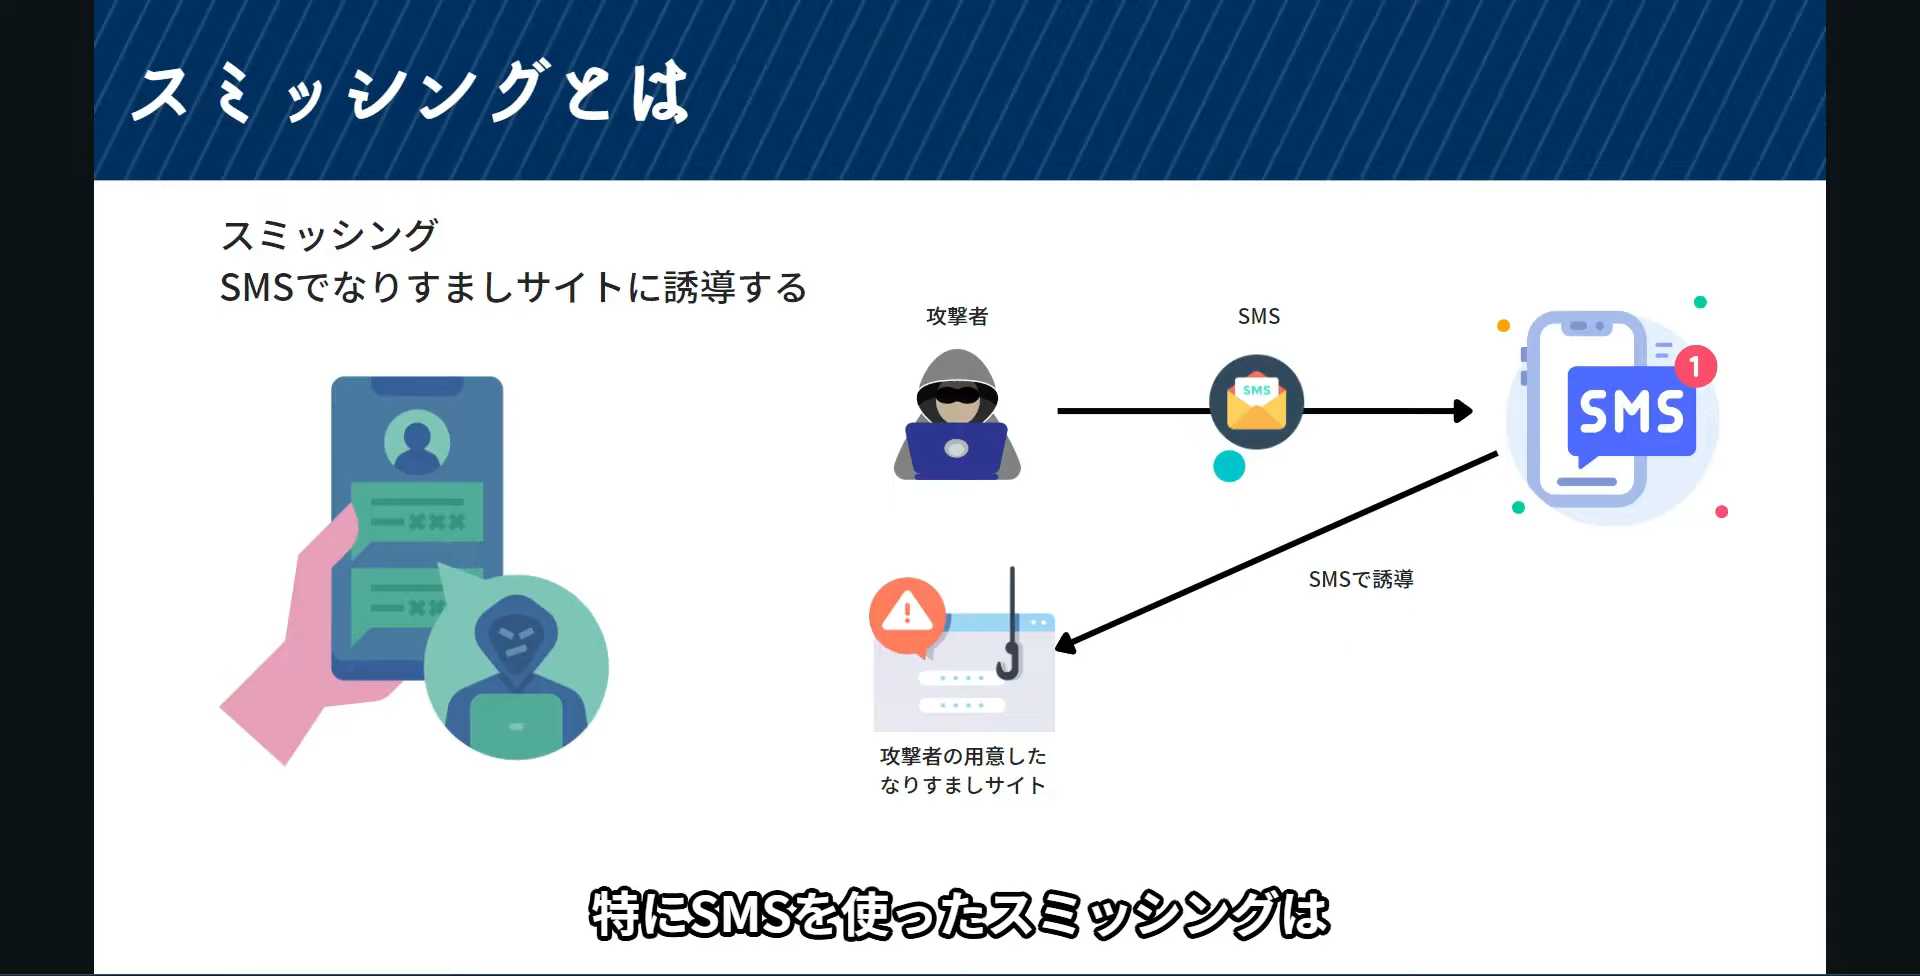 スミッシングとは
スミッシング
SMSでなりすましサイトに誘導する
攻撃者
SMS
SMS
1
SMS
SMSで誘導
攻撃者の用意した
なりすましサイト
特にSMSを使ったスミッシングは